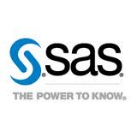 sas.
THE POWER TO KNOW®